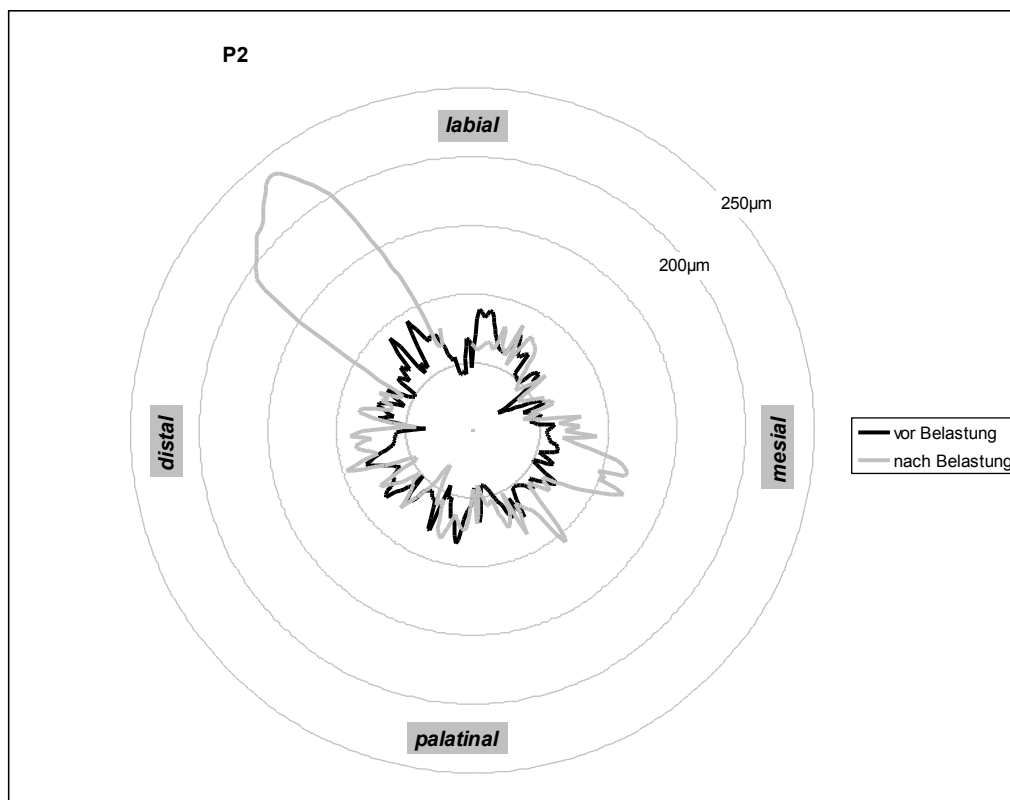 P2
labial
250µm
200µm
distal
mesial
vor Belastung
nach Belastung
palatinal